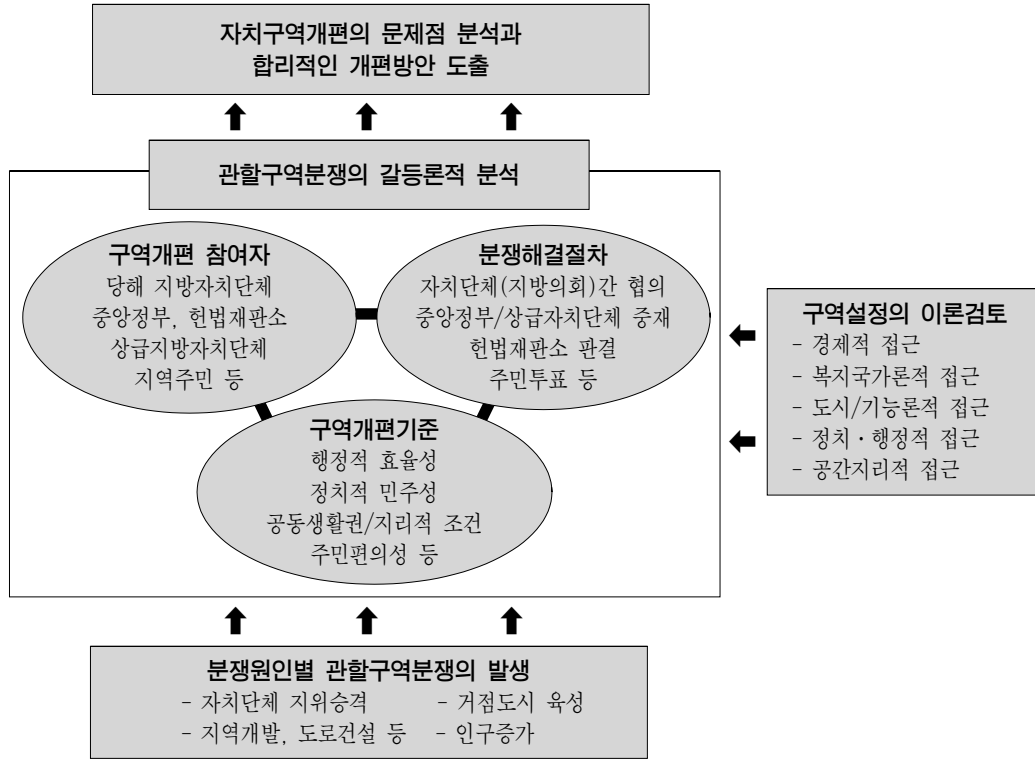 자치구역개편의 문제점 분석과
합리적인 개편방안 도출
관할구역분쟁의 갈등론적 분석
구역개편 참여자
당해 지방자치단체
중앙정부, 헌법재판소
상급지방자치단체
지역주민 등
분쟁해결절차
자치단체(지방의회)간 협의
중앙정부/상급자치단체 중재
헌법재판소 판결
주민투표 등
구역개편기준
행정적 효율성
정치적 민주성
공동생활권/지리적 조건
주민편의성 등
구역설정의 이론검토
- 경제적 접근
- 복지국가론적 접근
- 도시/기능론적 접근
- 정치·행정적 접근
- 공간지리적 접근
분쟁원인별 관할구역분쟁의 발생
- 자치단체 지위승격 - 거점도시 육성
- 지역개발, 도로건설 등 - 인구증가